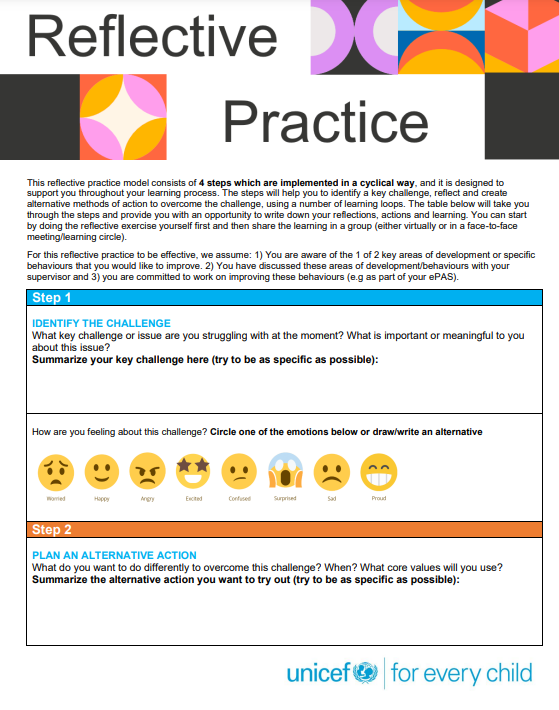 Reflective
Practice
This reflective practice model consists of 4 steps which are implemented in a cyclical way, and it is designed to
support you throughout your learning process. The steps will help you to identify a key challenge, reflect and create
alternative methods of action to overcome the challenge, using a number of learning loops. The table below will take you
through the steps and provide you with an opportunity to write down your reflections, actions and learning. You can start
by doing the reflective exercise yourself first and then share the learning in a group (either virtually or in a face-to-face
meeting/learning circle).
For this reflective practice to be effective, we assume: 1) You are aware of the 1 of 2 key areas of development or specific
behaviours that you would like to improve. 2) You have discussed these areas of development/behaviours with your
supervisor and 3) you are committed to work on improving these behaviours (e.g as part of your ePAS).
Step 1
IDENTIFY THE CHALLENGE
What key challenge or issue are you struggling with at the moment? What is important or meaningful to you
about this issue?
Summarize your key challenge here (try to be as specific as possible):
How are you feeling about this challenge? Circle one of the emotions below or draw/write an alternative
Worried Happy Angry Excited Confused Surprised Sad Proud
Step 2
PLAN AN ALTERNATIVE ACTION
What do you want to do differently to overcome this challenge? When? What core values will you use?
Summarize the alternative action you want to try out (try to be as specific as possible):
unicef for every child